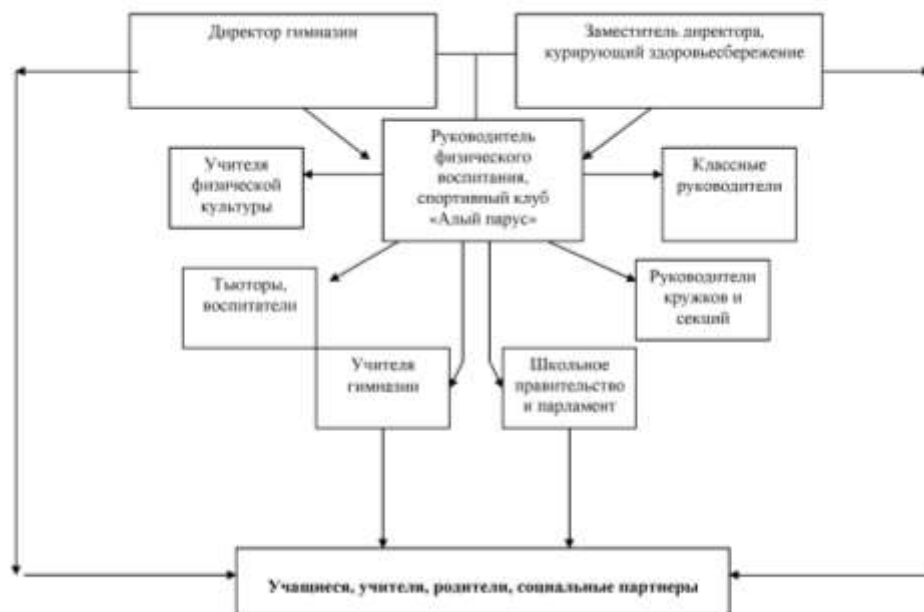 Директор гимназии
Заместитель директора,
курирующий здоровьесбережение
Руководитель
физического
воспитания,
спортивный клуб
«Алый парус»
Учителя
физической
культуры
Классные
руководители
Тьюторы,
воспитатели
Руководители
кружков и
секций
Учителя
гимназии
Школьное
правительство
и парламент
Учащиеся, учителя, родители, социальные партнеры